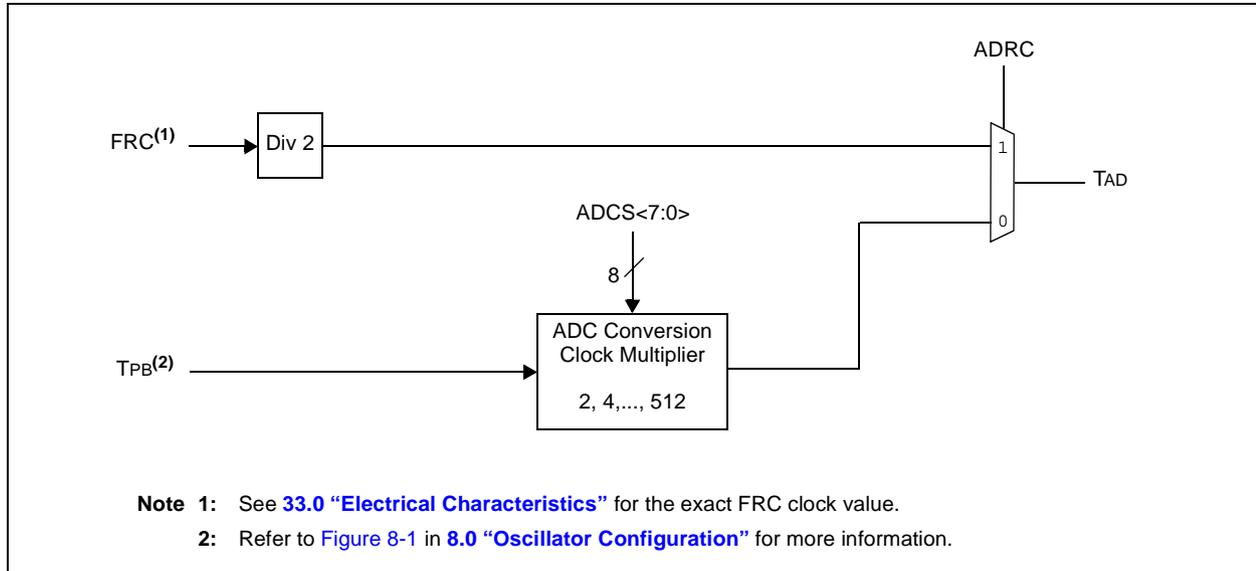 ADRC
FRC(1)
Div 2
1
TAD
ADCS<7:0>
0
8
ADC Conversion
Clock Multiplier
TPB(2)
2, 4,..., 512
Note 1: See 33.0 “Electrical Characteristics” for the exact FRC clock value.
2: Refer to Figure 8-1 in 8.0 “Oscillator Configuration” for more information.